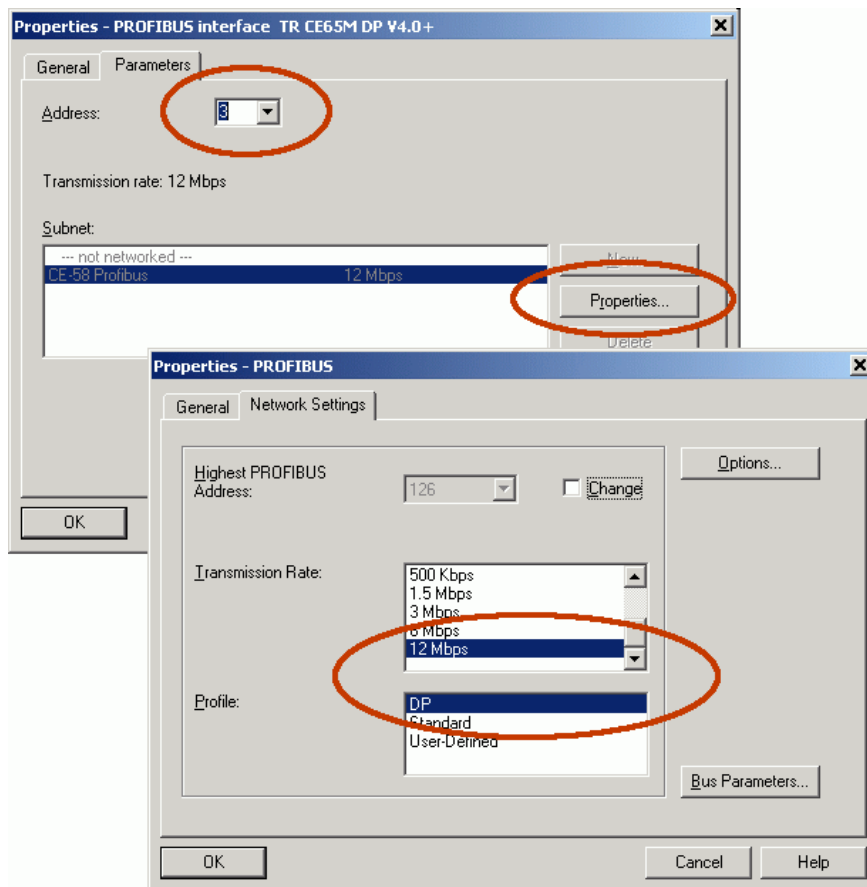 Properties - PROFIBUS interface TR CE65M DP V4.0+
General Parameters
Address: 3
Transmission rate: 12 Mbps
Subnet:
--- not networked ---
CE-58 Profibus 12 Mbps
New...
Properties...
Delete
OK
Properties - PROFIBUS
General Network Settings
Highest PROFIBUS
Address: 126 Change
Options...
Transmission Rate: 500 Kbps
1.5 Mbps
3 Mbps
6 Mbps
12 Mbps
Profile: DP
Standard
User-Defined
Bus Parameters...
OK Cancel Help